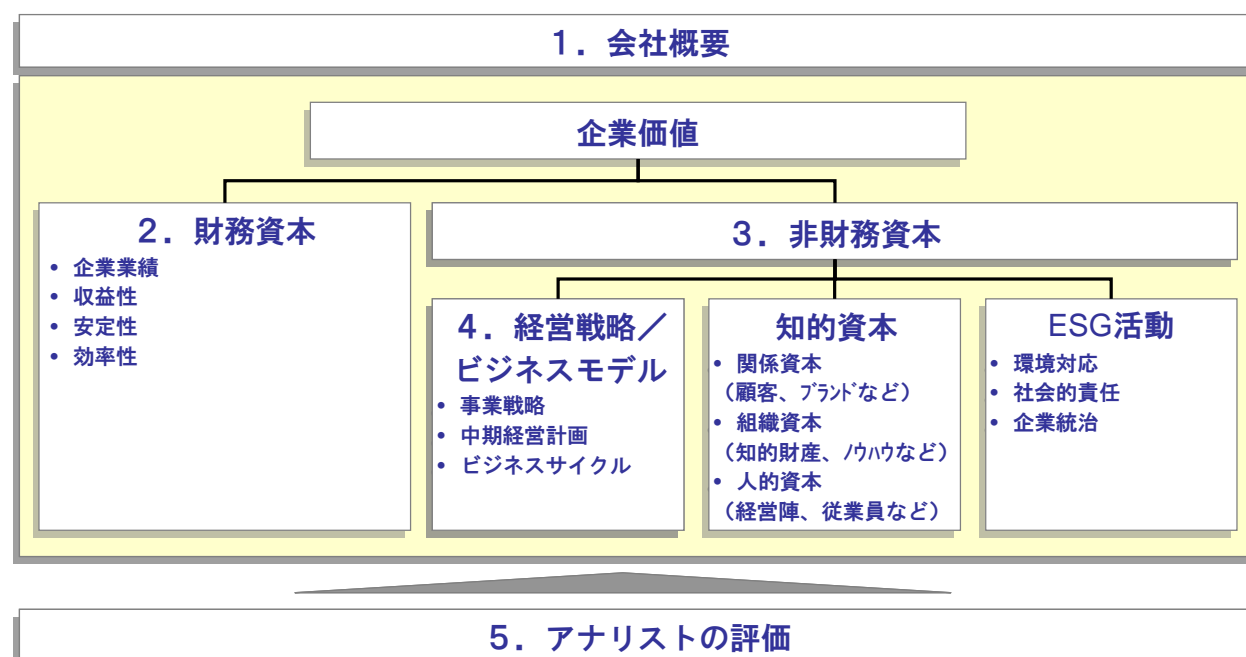 １．会社概要
企業価値
２．財務資本
• 企業業績
• 収益性
• 安定性
• 効率性
３．非財務資本
４．経営戦略／
ビジネスモデル
• 事業戦略
• 中期経営計画
• ビジネスサイクル
知的資本
• 関係資本
（顧客、ﾌﾞﾗﾝﾄﾞなど）
• 組織資本
（知的財産、ﾉｳﾊｳなど）
• 人的資本
（経営陣、従業員など）
ESG活動
• 環境対応
• 社会的責任
• 企業統治
５．アナリストの評価